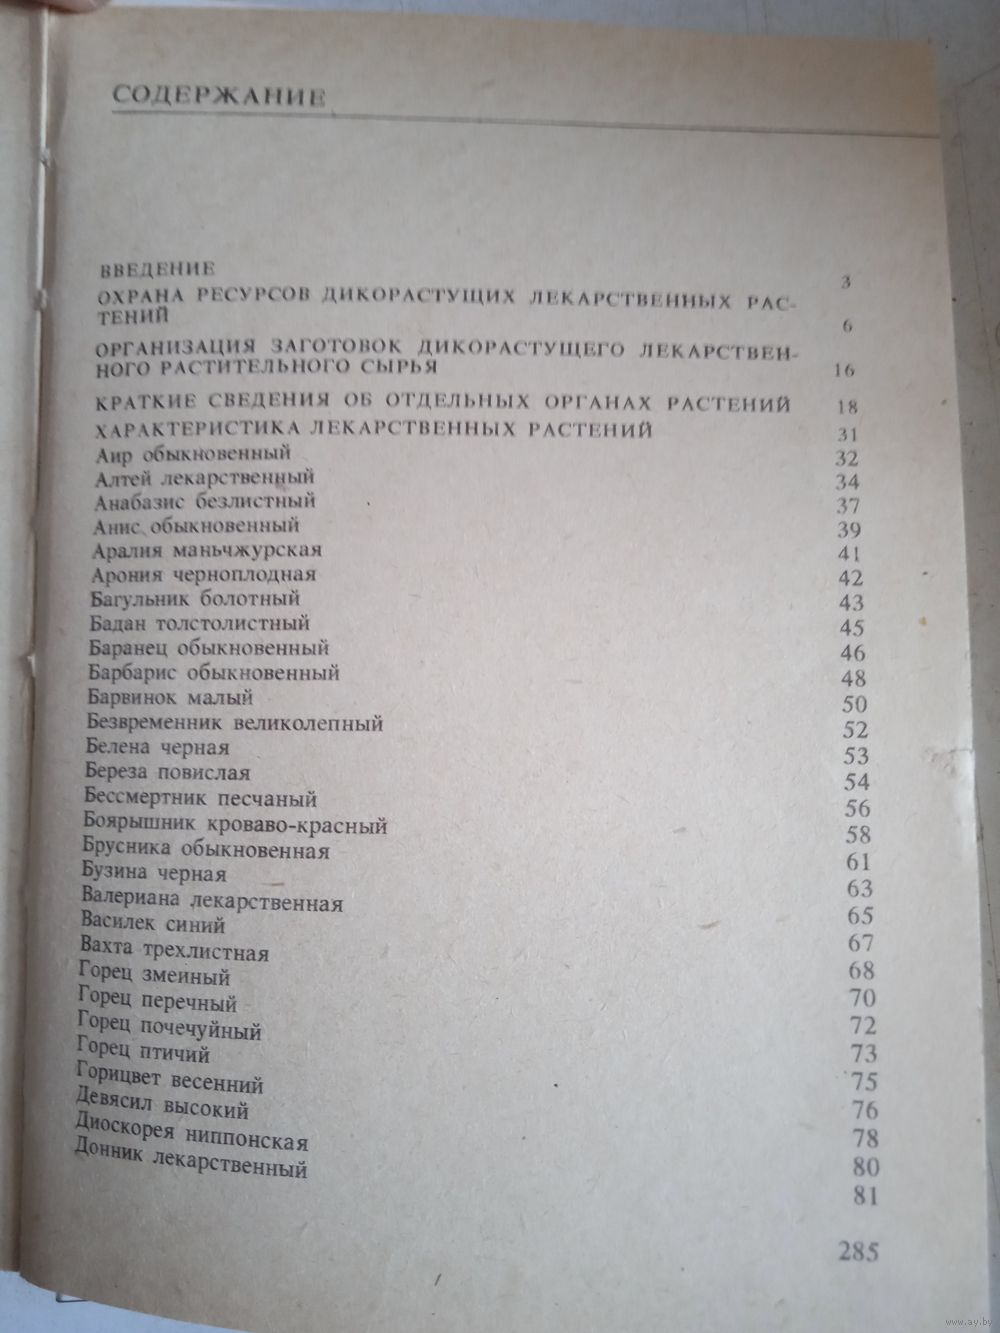 СОДЕРЖАНИЕ
ВВЕДЕНИЕ 3
ОХРАНА РЕСУРСОВ ДИКОРАСТУЩИХ ЛЕКАРСТВЕННЫХ РАС-
ТЕНИЙ 6
ОРГАНИЗАЦИЯ ЗАГОТОВОК ДИКОРАСТУЩЕГО ЛЕКАРСТВЕН-
НОГО РАСТИТЕЛЬНОГО СЫРЬЯ 16
КРАТКИЕ СВЕДЕНИЯ ОБ ОТДЕЛЬНЫХ ОРГАНАХ РАСТЕНИЙ 18
ХАРАКТЕРИСТИКА ЛЕКАРСТВЕННЫХ РАСТЕНИЙ 31
Аир обыкновенный 32
Алтей лекарственный 34
Анабазис безлистный 37
Анис обыкновенный 39
Аралия маньчжурская 41
Арония черноплодная 42
Багульник болотный 43
Бадан толстолистный 45
Баранец обыкновенный 46
Барбарис обыкновенный 48
Барвинок малый 50
Безвременник великолепный 52
Белена черная 53
Береза повислая 54
Бессмертник песчаный 56
Боярышник кроваво-красный 58
Брусника обыкновенная 61
Бузина черная 63
Валериана лекарственная 65
Василек синий 67
Вахта трехлистная 68
Горец змеиный 70
Горец перечный 72
Горец почечуйный 73
Горец птичий 75
Горицвет весенний 76
Девясил высокий 78
Диоскорея ниппонская 80
Донник лекарственный 81
285
www.ay.by